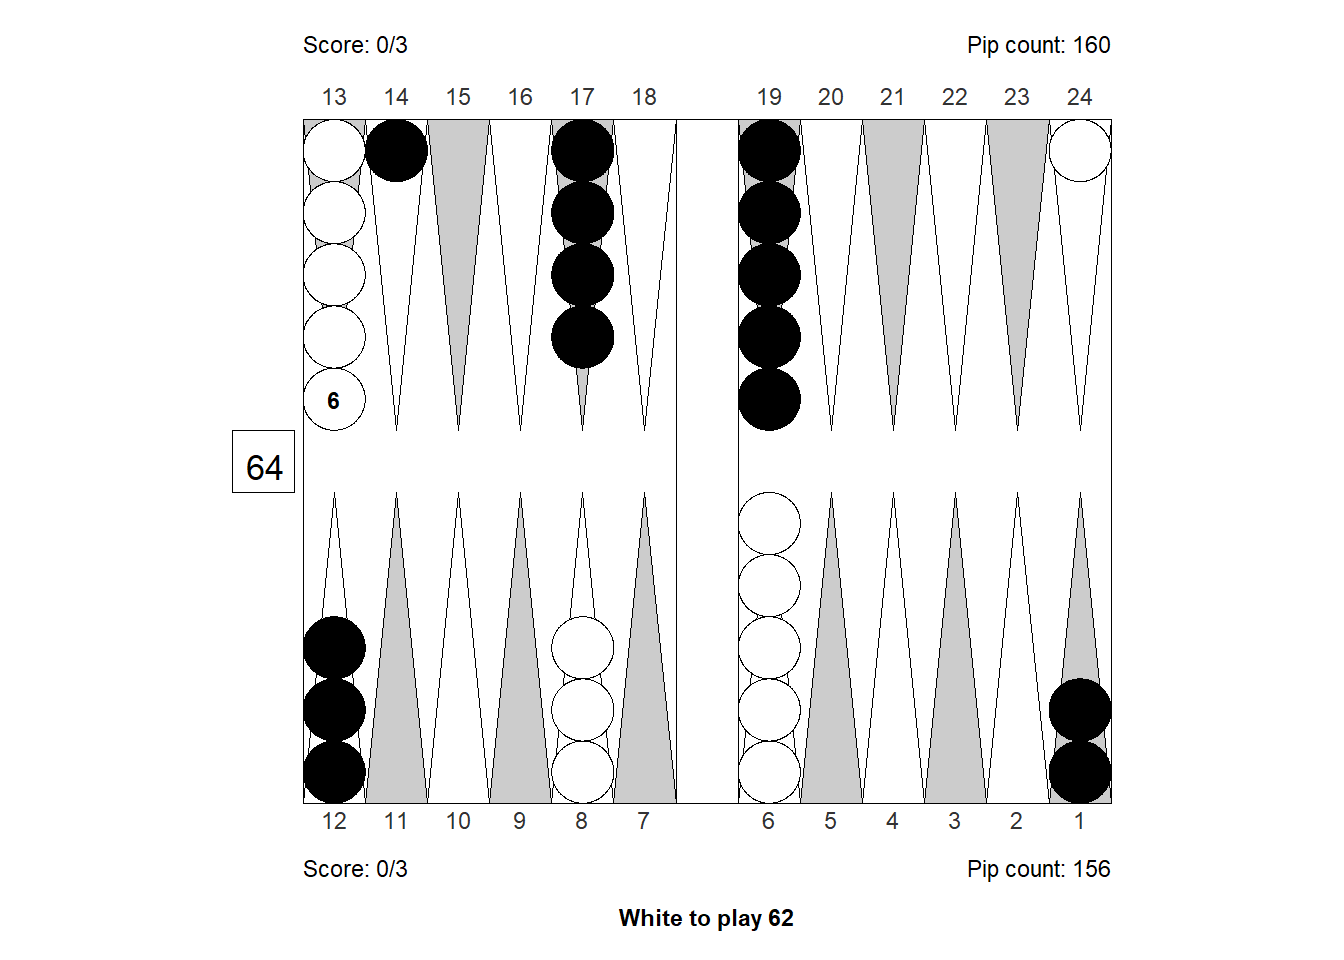 Score: 0/3 Pip count: 160
13 14 15 16 17 18 19 20 21 22 23 24
6
64
12 11 10 9 8 7 6 5 4 3 2 1
Score: 0/3 Pip count: 156
White to play 62